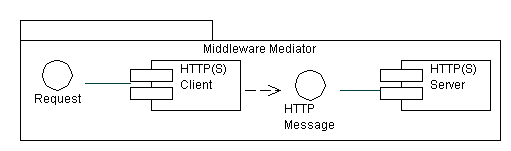 Middleware Mediator
Request
HTTP(S)
Client
HTTP
Message
HTTP(S)
Server